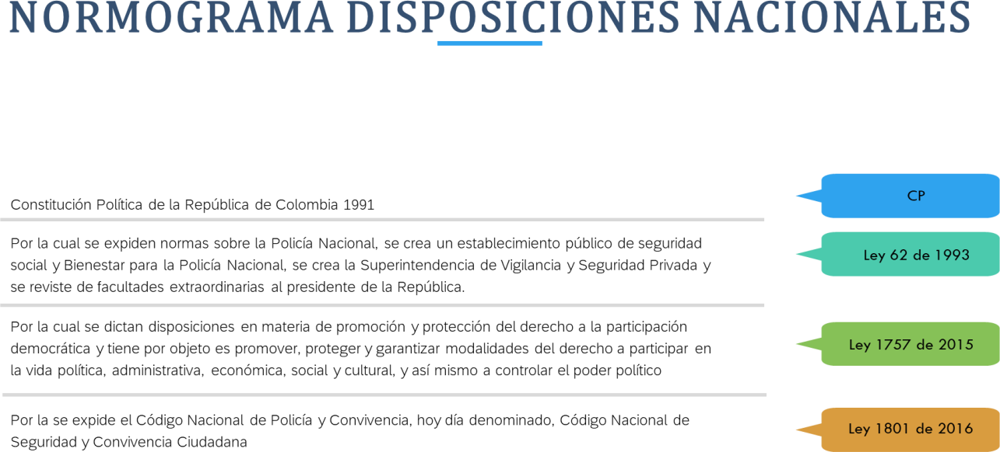 NORMOGRAMA DISPOSICIONES NACIONALES
Constitución Política de la República de Colombia 1991
CP
Por la cual se expiden normas sobre la Policía Nacional, se crea un establecimiento público de seguridad
social y Bienestar para la Policía Nacional, se crea la Superintendencia de Vigilancia y Seguridad Privada y
se reviste de facultades extraordinarias al presidente de la República.
Ley 62 de 1993
Por la cual se dictan disposiciones en materia de promoción y protección del derecho a la participación
democrática y tiene por objeto es promover, proteger y garantizar modalidades del derecho a participar en
la vida política, administrativa, económica, social y cultural, y así mismo a controlar el poder político
Ley 1757 de 2015
Por la se expide el Código Nacional de Policía y Convivencia, hoy día denominado, Código Nacional de
Seguridad y Convivencia Ciudadana
Ley 1801 de 2016